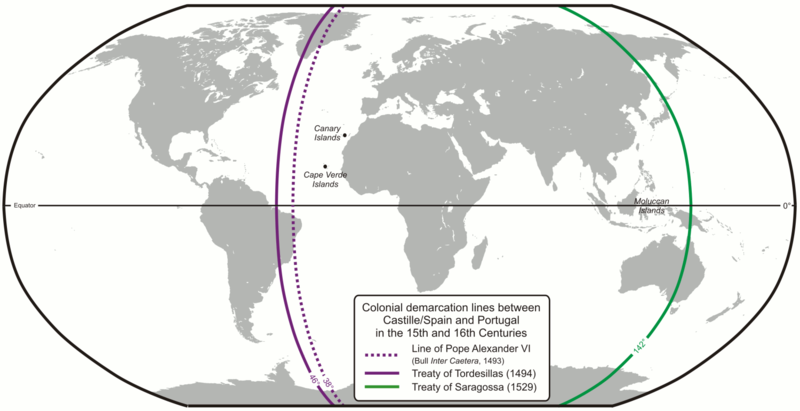 Canary
Islands
Cape Verde
Islands
Equator
Moluccan
Islands
0°
Colonial demarcation lines between
Castille/Spain and Portugal
in the 15th and 16th Centuries
Line of Pope Alexander VI
(Bull Inter Caetera, 1493)
Treaty of Tordesillas (1494)
Treaty of Saragossa (1529)
142°
46°
38°